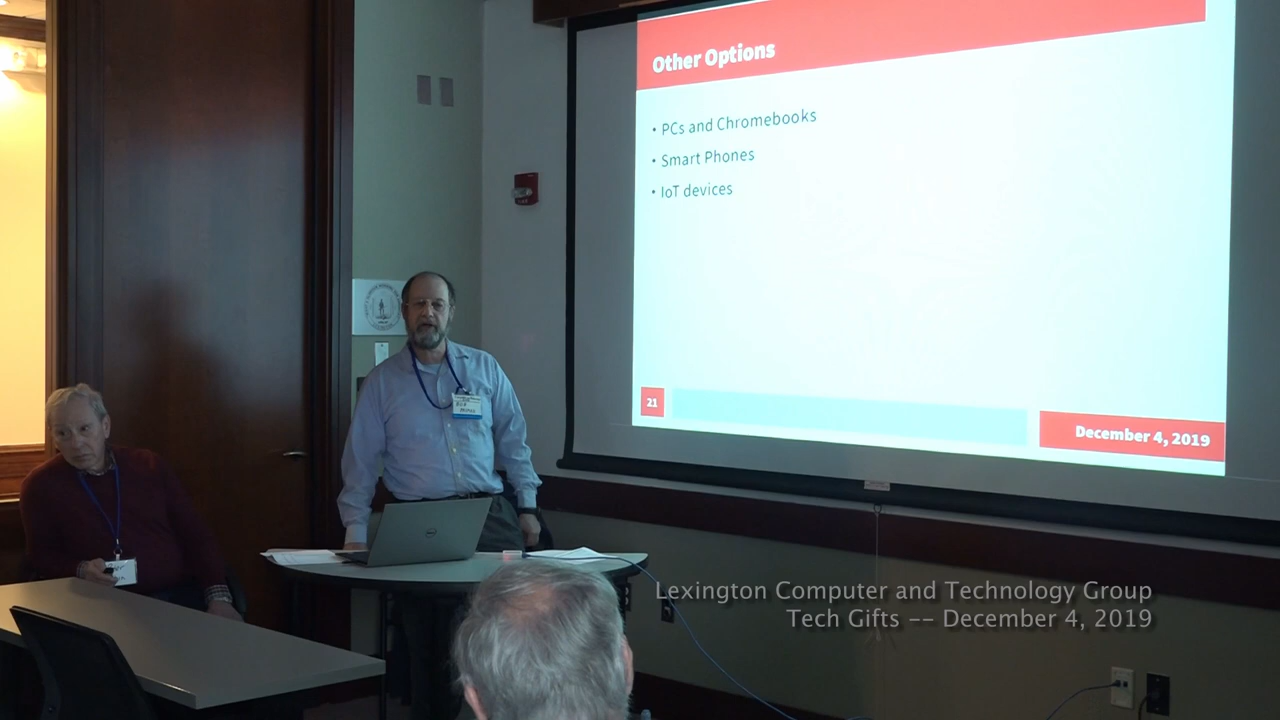 Other Options
• PCs and Chromebooks
• Smart Phones
• IoT devices
21
December 4, 2019
DELL
Lexington Computer and Technology Group
Tech Gifts -- December 4, 2019